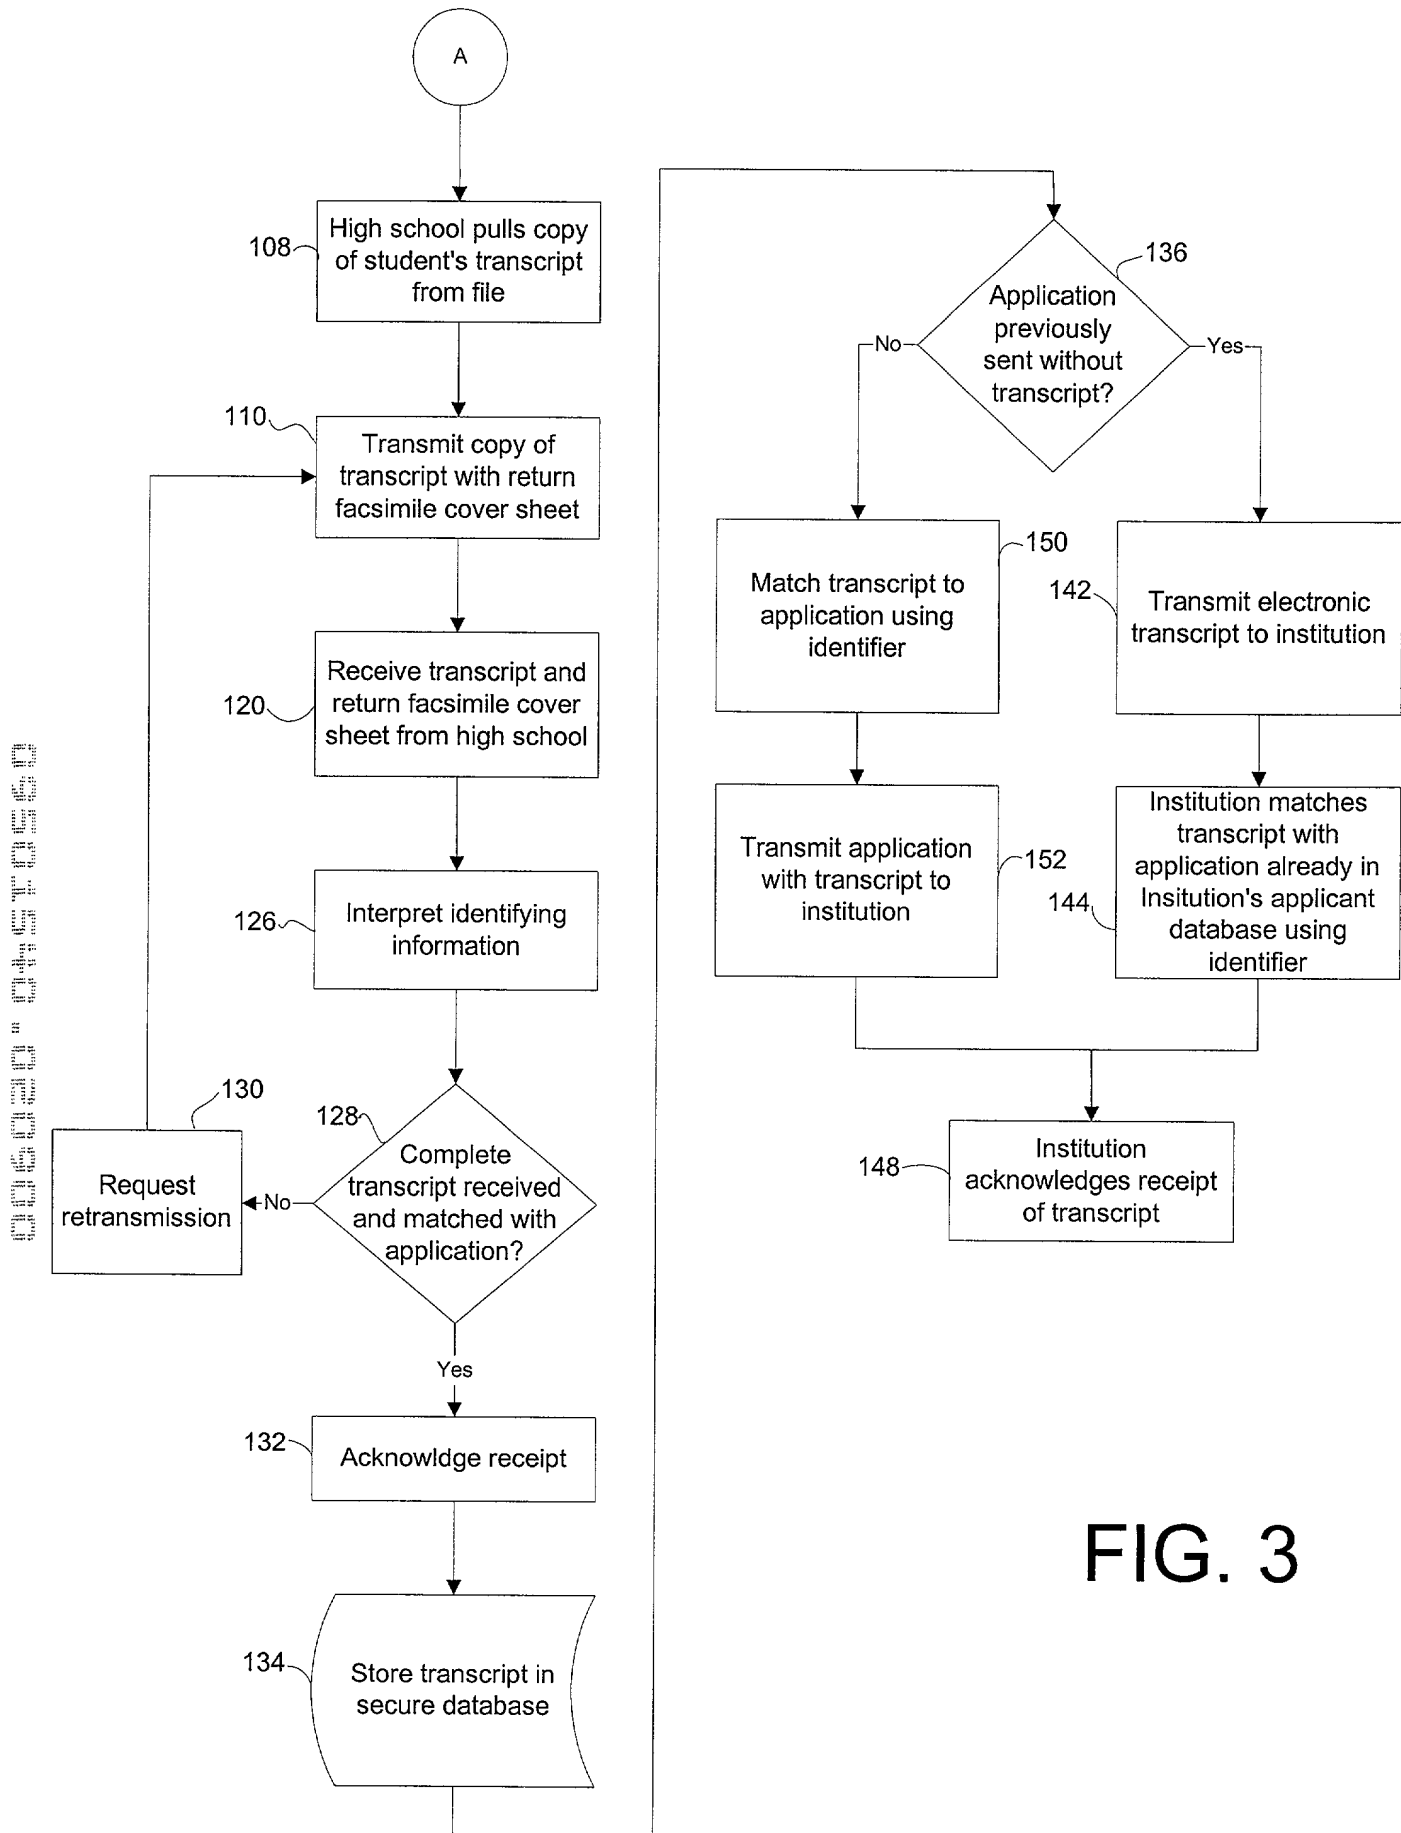 A
108
High school pulls copy
of student's transcript
from file
110
Transmit copy of
transcript with return
facsimile cover sheet
120
Receive transcript and
return facsimile cover
sheet from high school
126
Interpret identifying
information
128
Complete
transcript received
and matched with
application?
No
130
Request
retransmission
Yes
132
Acknowldge receipt
134
Store transcript in
secure database
136
Application
previously
sent without
transcript?
No
Yes
150
Match transcript to
application using
identifier
142
Transmit electronic
transcript to institution
152
Transmit application
with transcript to
institution
144
Institution matches
transcript with
application already in
Insitution's applicant
database using
identifier
148
Institution
acknowledges receipt
of transcript
FIG. 3